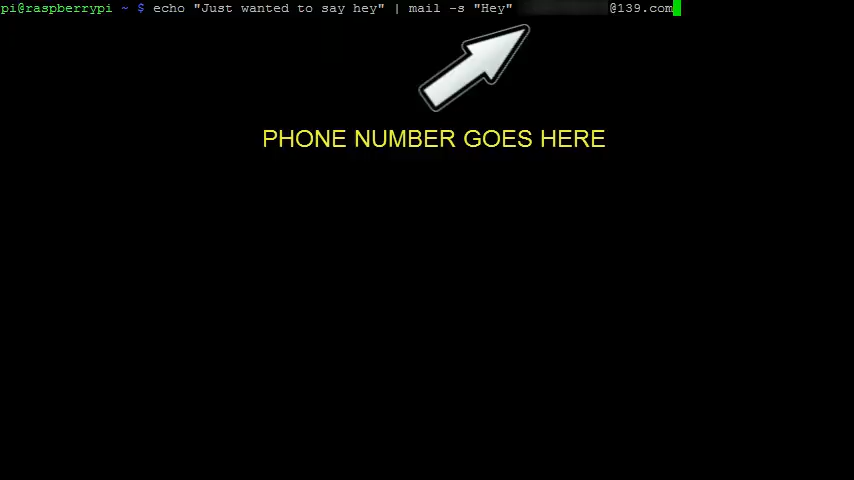 pi@raspberrypi ~ $ echo "Just wanted to say hey" | mail -s "Hey" @139.com
PHONE NUMBER GOES HERE